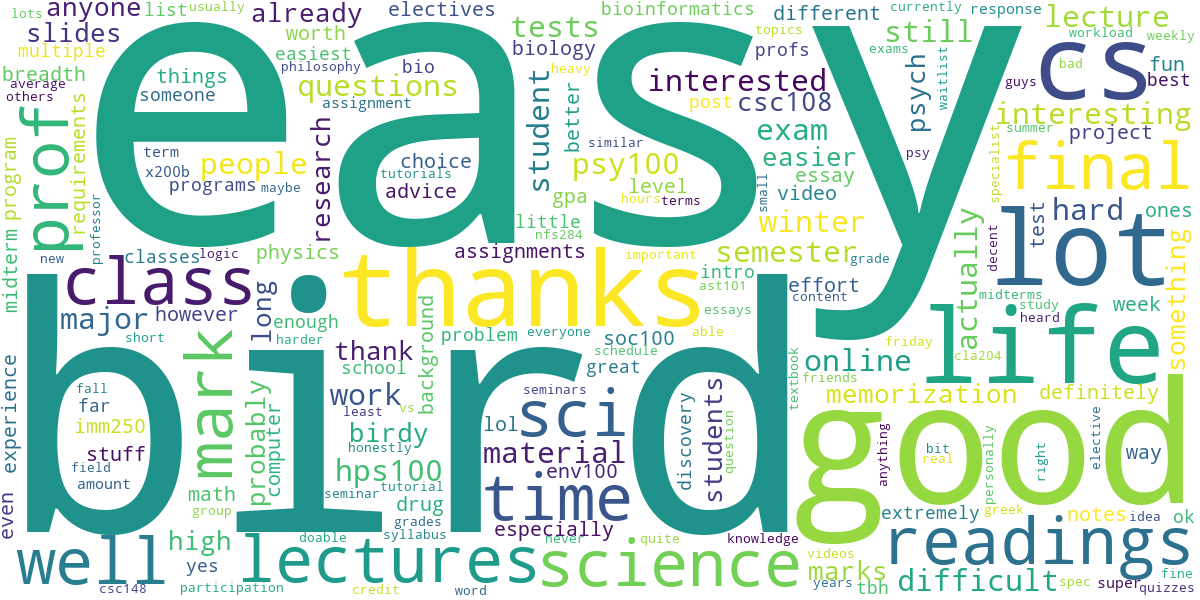 lots
usually
list
already
electives
bioinformatics
currently
response
anyone
slides
worth
tests
different
topics
still
lecture
multiple
easiest
biology
profs
exams
workload
weekly
breadth
things
philosophy
bio
questions
interested
heavy
psych
waitlist
cs
bad
fun
average
others
someone
assignment
student
better
post
csc108
guys
best
easy
prof
requirements
program
midterm
term
x200b
people
programs
maybe
research
choice
tutorials
advice
similar
psy100
level
hours
terms
exam
easier
essay
video
small
psy
interesting
summer
project
specialist
final
professor
gpa
little
nfs284
winter
semester
grade
hard
test
ones
new
classes
logic
physics
assignments
important
intro
ast101
effort
content
actually
decent
lot
something
class
thanks
essays
able
midterms
study
heard
week
major
however
long
enough
harder
short
background
problem
everyone
soc100
great
schedule
online
friday
cla204
friends
life
bird
mark
thank
school
work
least
vs
seminars
textbook
memorization
definitely
experience
fall
far
imm250
stuff
field
amount
probably
computer
birdy
honestly
lol
sci
material
env100
discovery
students
question
good
anything
bit
real
personally
right
elective
way
even
math
group
hps100
seminar
tutorial
drug
grades
syllabus
time
especially
extremely
greek
notes
idea
ok
well
high
yes
doable
lectures
never
quite
knowledge
science
videos
marks
readings
csc148
participation
credit
word
years
tbh
difficult
spec
super
fine
quizzes